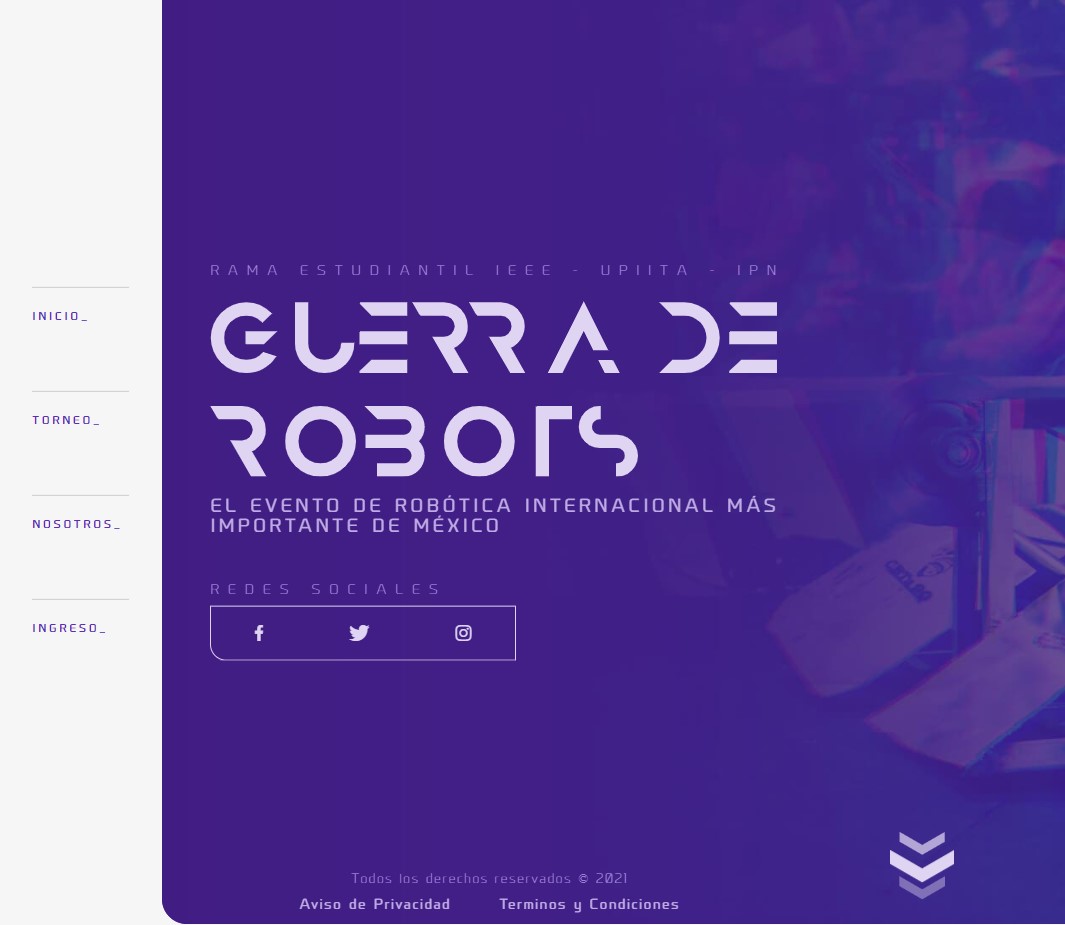 INICIO_
TORNEO_
NOSOTROS_
INGRESO_
RAMA ESTUDIANTIL IEEE - UPIITA - IPN
GUERRA DE
ROBOTS
EL EVENTO DE ROBÓTICA INTERNACIONAL MÁS
IMPORTANTE DE MÉXICO
REDES SOCIALES
Todos los derechos reservados © 2021
Aviso de Privacidad
Terminos y Condiciones